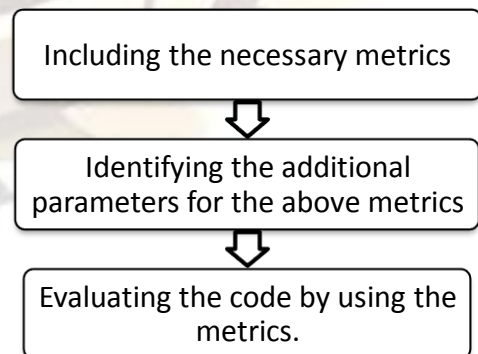 Including the necessary metrics
Identifying the additional
parameters for the above metrics
Evaluating the code by using the
metrics.